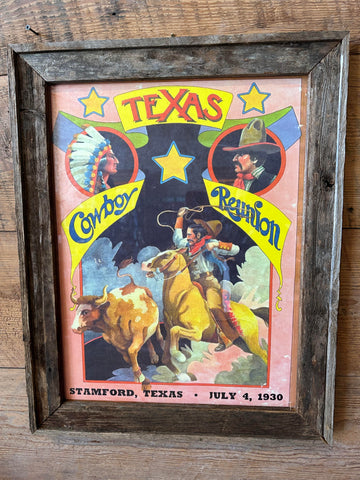 TEXAS
Cowboy Reunion
STAMFORD, TEXAS • JULY 4, 1930